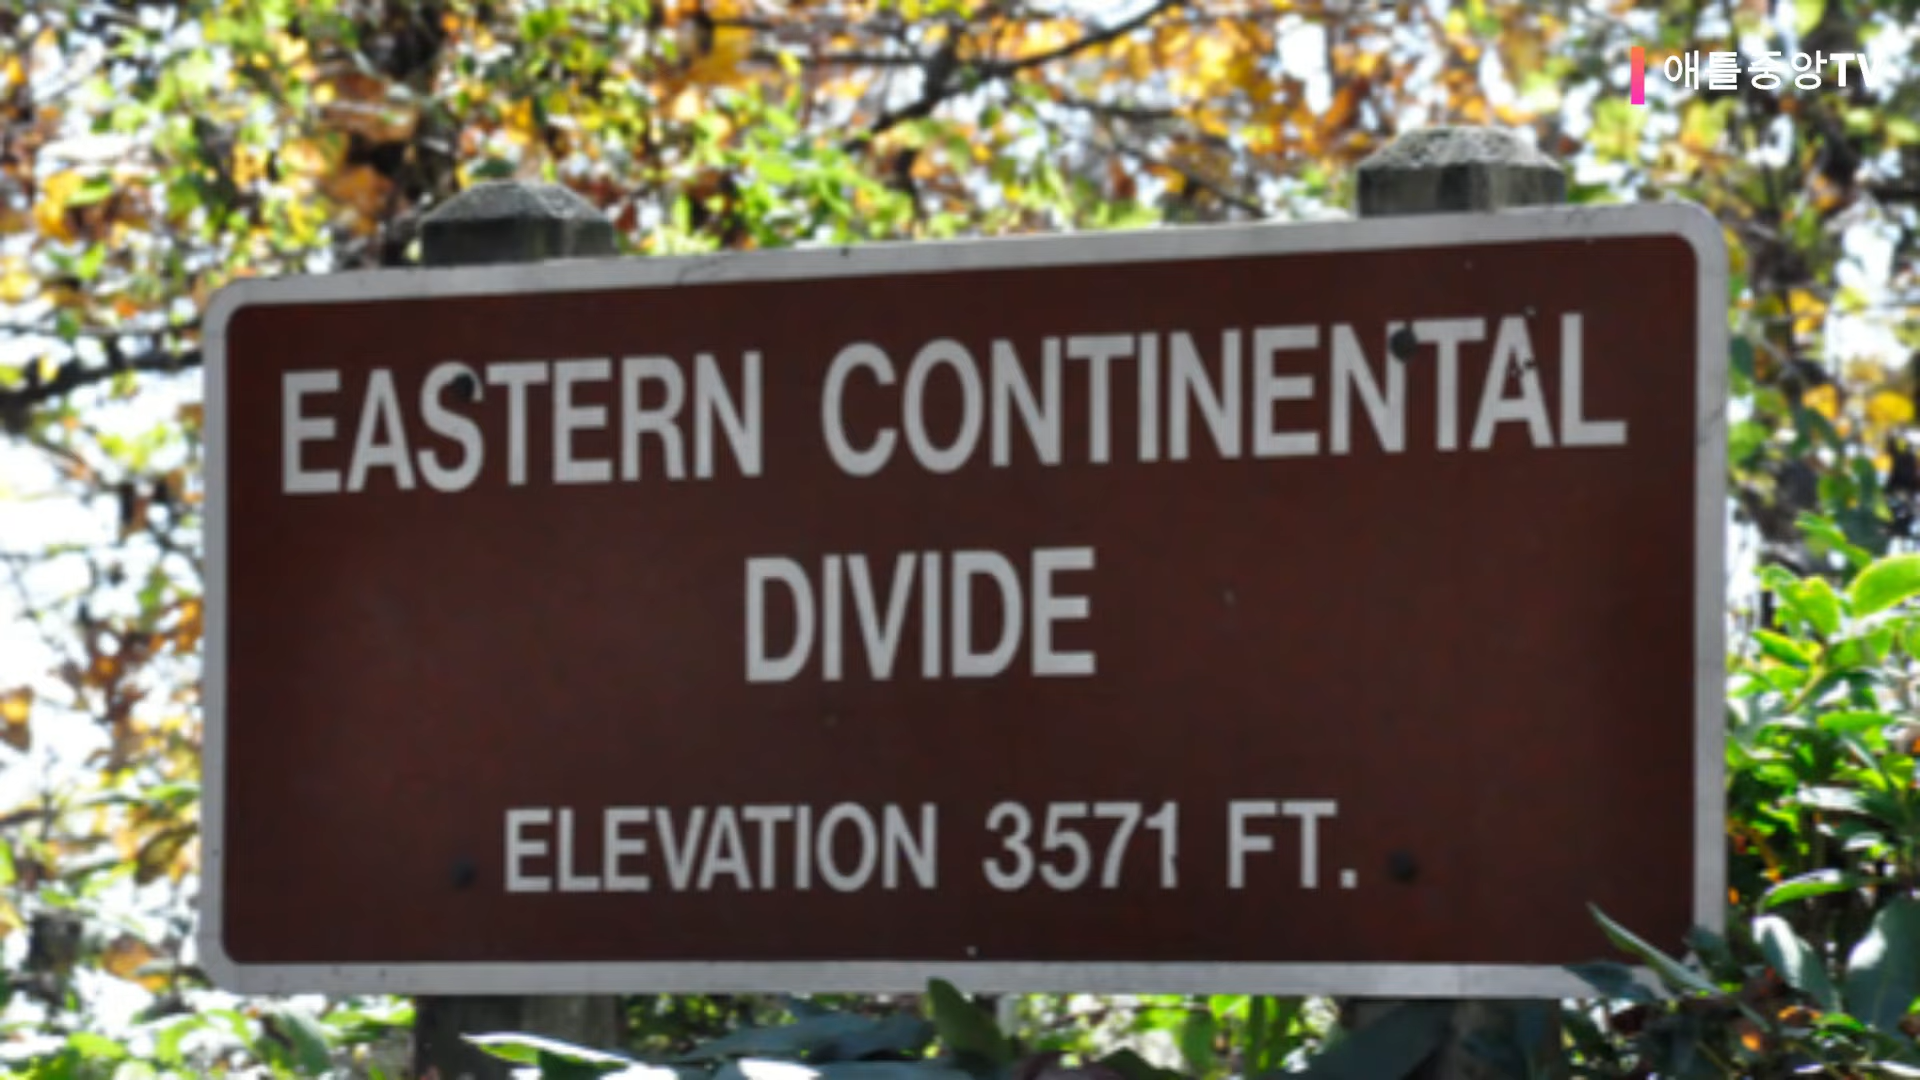 애틀중앙TV
EASTERN CONTINENTAL
DIVIDE
ELEVATION 3571 FT.